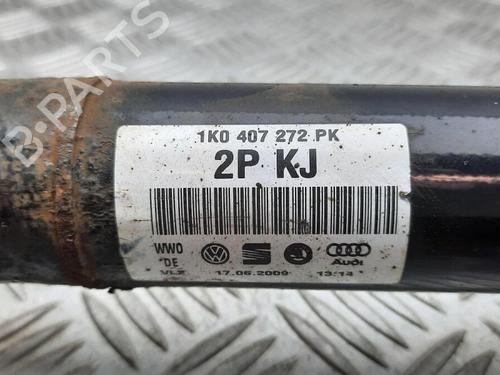 B-PARTS
1K0 407 272 PK
2P KJ
WWO
DE
VLZ 17.06.2009 13:14
Audi